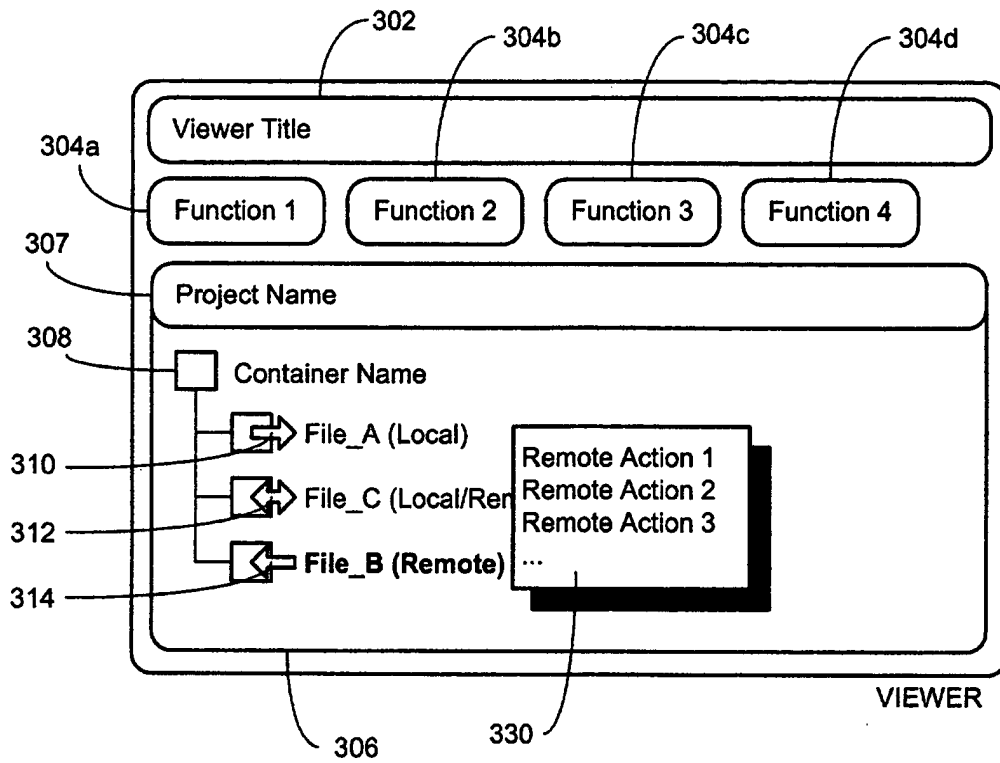 302
304b
304c
304d
Viewer Title
304a
Function 1
Function 2
Function 3
Function 4
307
Project Name
308
Container Name
File_A (Local)
310
Remote Action 1
File_C (Local/Rem
Remote Action 2
312
Remote Action 3
File_B (Remote)
...
314
VIEWER
306
330